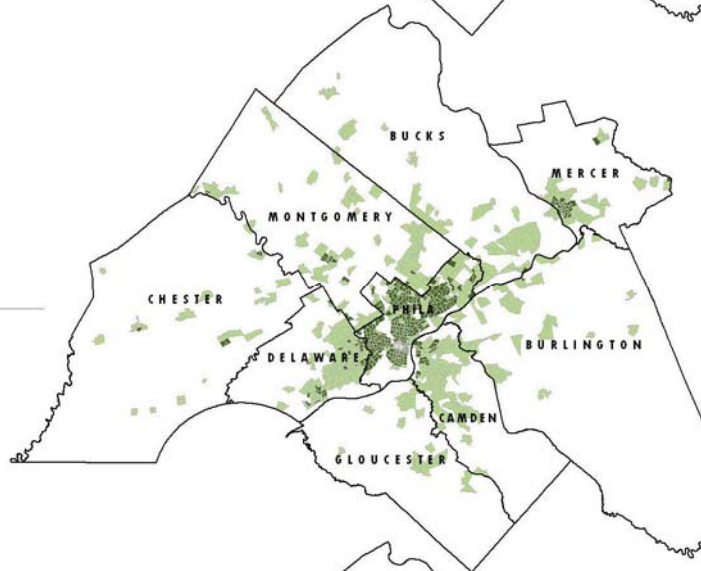 BUCKS
MERCER
MONTGOMERY
CHESTER
PHILA
DELAWARE
BURLINGTON
CAMDEN
GLOUCESTER